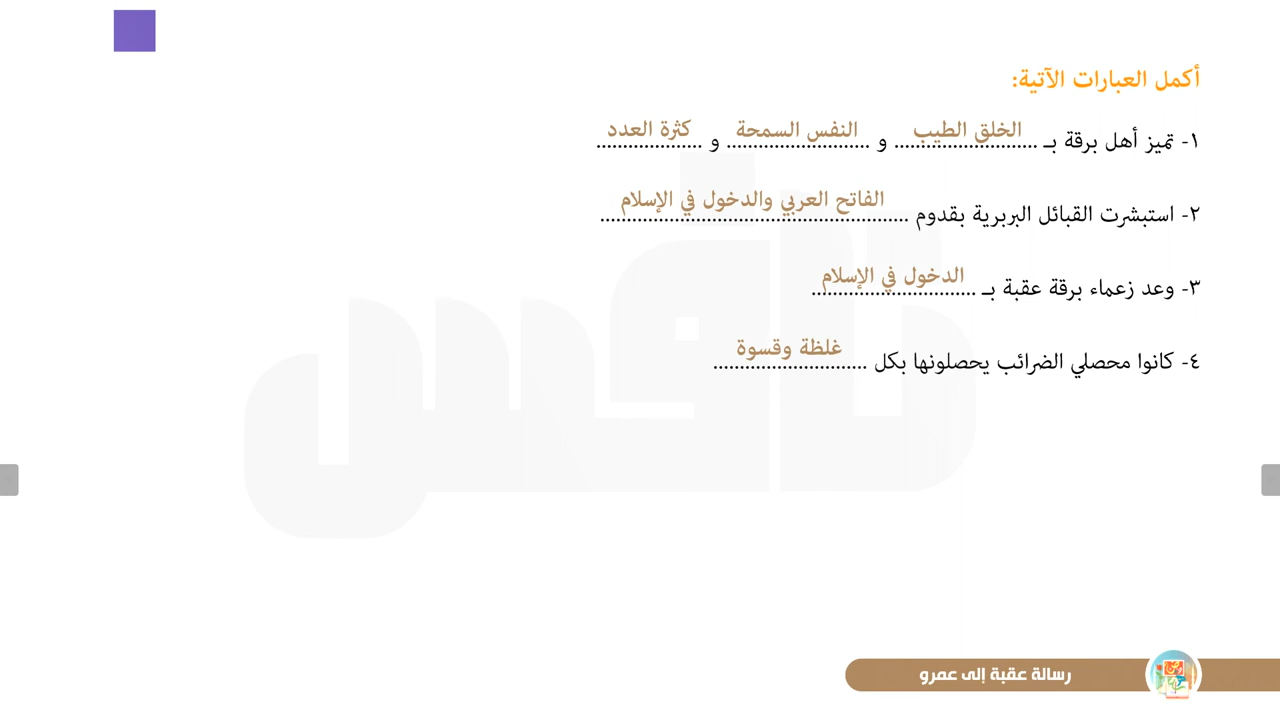 أكمل العبارات الآتية:
١- تميز أهل برقة بـ الخلق الطيب و النفس السمحة و كثرة العدد
٢- استبشرت القبائل البربرية بقدوم الفاتح العربي والدخول في الإسلام
٣- وعد زعماء برقة عقبة بـ الدخول في الإسلام
٤- كانوا محصلي الضرائب يحصلونها بكل غلظة وقسوة
رسالة عقبة إلى عمرو